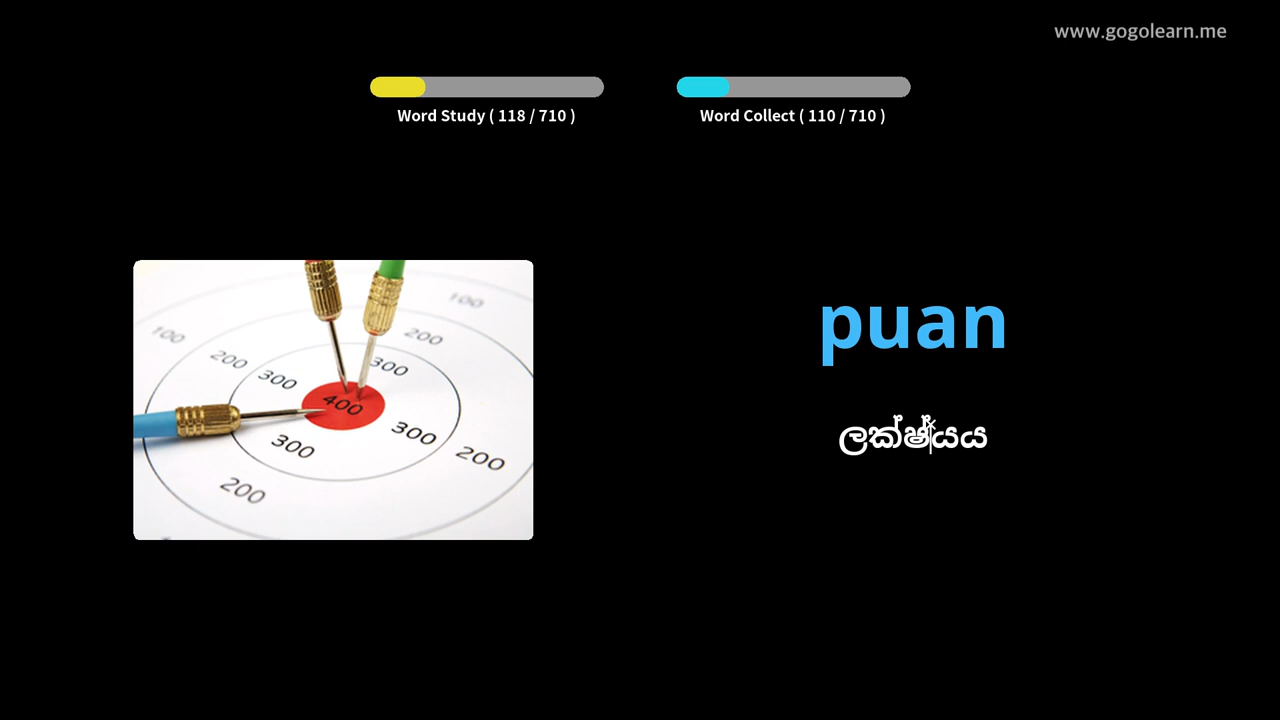 www.gogolearn.me
Word Study ( 118 / 710 )
Word Collect ( 110 / 710 )
100
100
200
200
300
300
400
300
300
200
200
puan
ලක්ෂ්‍යය